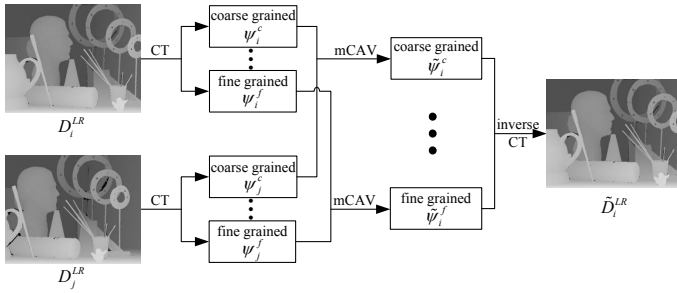 coarse grained
ψ_i^c
CT
fine grained
ψ_i^f
D_i^{LR}
mCAV
coarse grained
ψ̃_i^c
inverse
CT
coarse grained
ψ_j^c
CT
fine grained
ψ_j^f
D_j^{LR}
mCAV
fine grained
ψ̃_i^f
D̃_i^{LR}